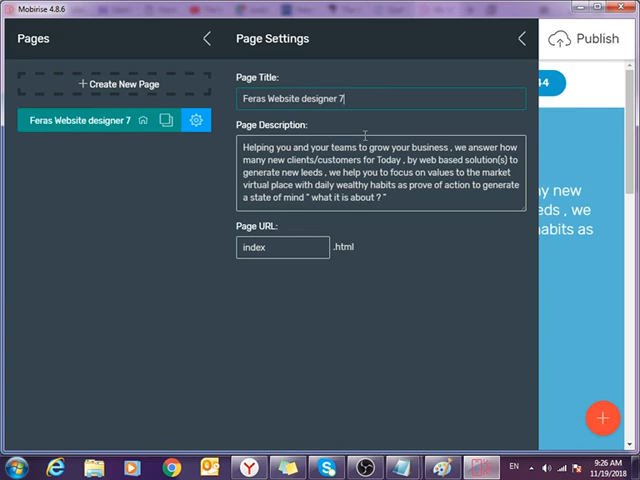 Mobirise 4.8.6
Pages
Page Settings
Publish
+ Create New Page
Feras Website designer 7
Page Title:
Feras Website designer 7
Page Description:
Helping you and your teams to grow your business , we answer how
many new clients/customers for Today , by web based solution(s) to
generate new leeds , we help you to focus on values to the market
virtual place with daily wealthy habits as prove of action to generate
a state of mind " what it is about ? "
Page URL:
index .html
44
ny new
eds , we
habits as
EN
9:26 AM
11/19/2018